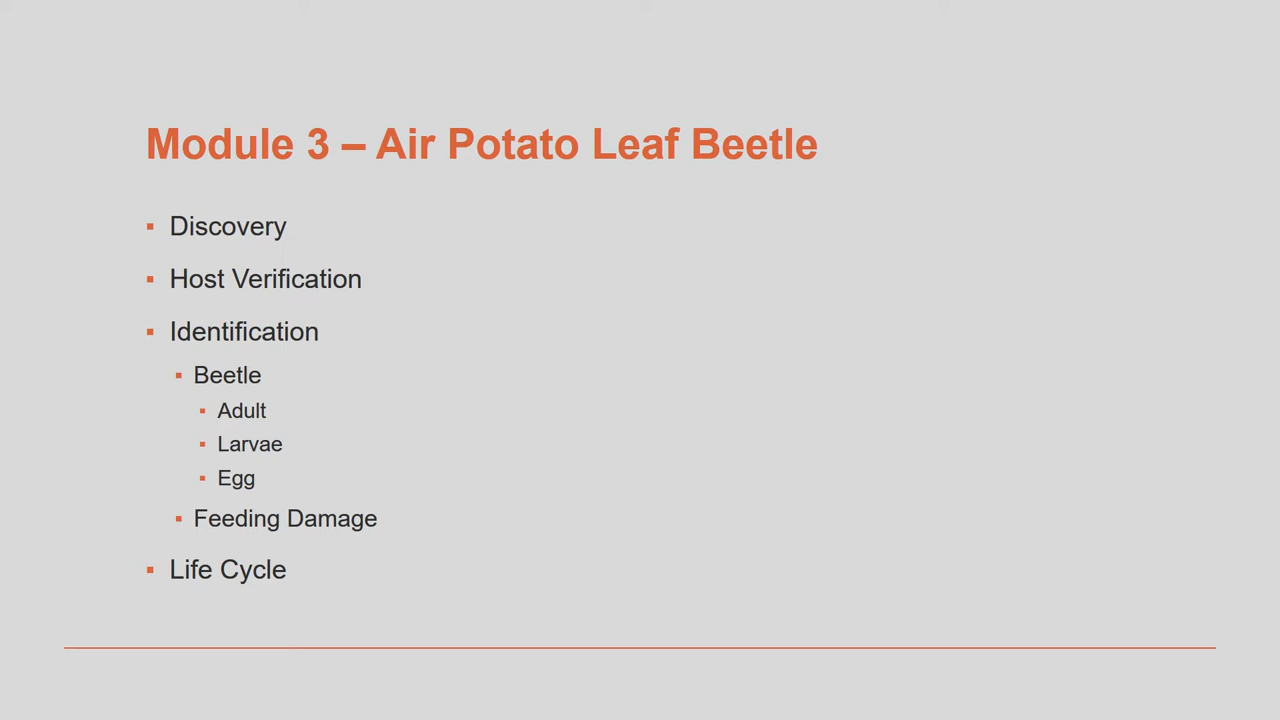 Module 3 – Air Potato Leaf Beetle
▪ Discovery
▪ Host Verification
▪ Identification
▪ Beetle
▪ Adult
▪ Larvae
▪ Egg
▪ Feeding Damage
▪ Life Cycle